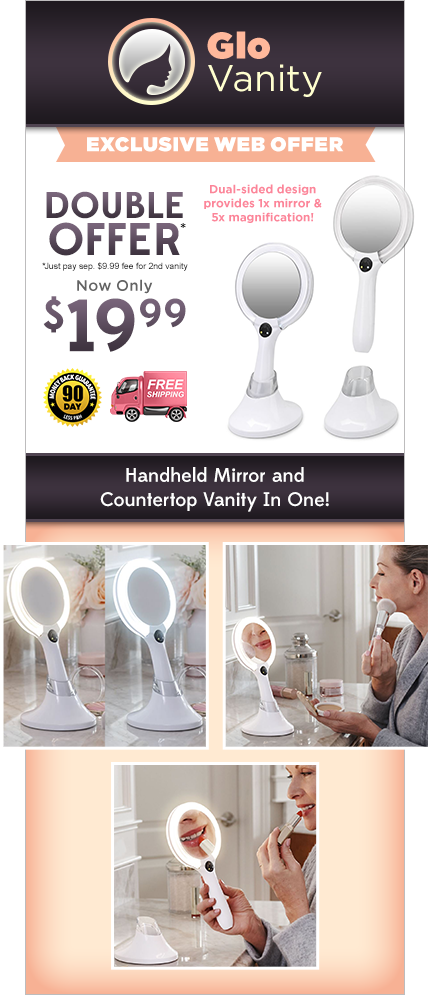 Glo
Vanity
EXCLUSIVE WEB OFFER
Dual-sided design
provides 1x mirror &
5x magnification!
DOUBLE
OFFER*
*Just pay sep. $9.99 fee for 2nd vanity
Now Only
$19.99
MONEY BACK GUARANTEE
90
DAY
LESS P&H
FREE
SHIPPING
Handheld Mirror and
Countertop Vanity In One!